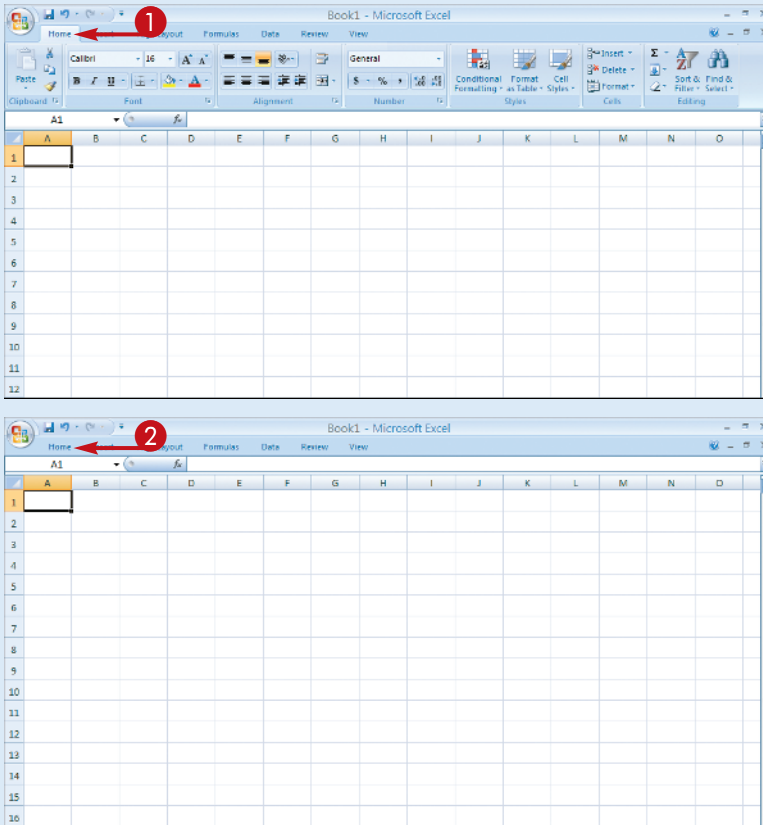 Book1 - Microsoft Excel
1
Home Layout Formulas Data Review View
Calibri 16 A A General
Σ
Insert
Paste B I U A $ % , Conditional Format Cell Delete Sort & Find &
Formatting as Table Styles Format Filter Select
Clipboard Font Alignment Number Styles Cells Editing
A1 fx
A B C D E F G H I J K L M N O
1
2
3
4
5
6
7
8
9
10
11
12
Book1 - Microsoft Excel
2
Home Formulas Data Review View
A1 fx
A B C D E F G H I J K L M N O
1
2
3
4
5
6
7
8
9
10
11
12
13
14
15
16